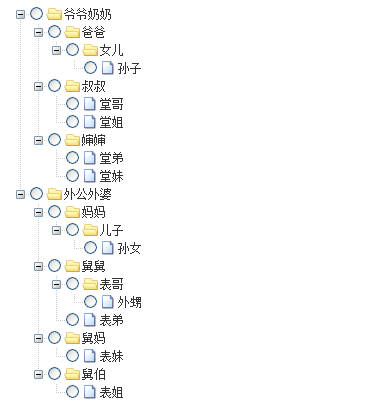 爷爷奶奶
爸爸
女儿
孙子
叔叔
堂哥
堂姐
婶婶
堂弟
堂妹
外公外婆
妈妈
儿子
孙女
舅舅
表哥
外甥
表弟
舅妈
表妹
舅伯
表姐